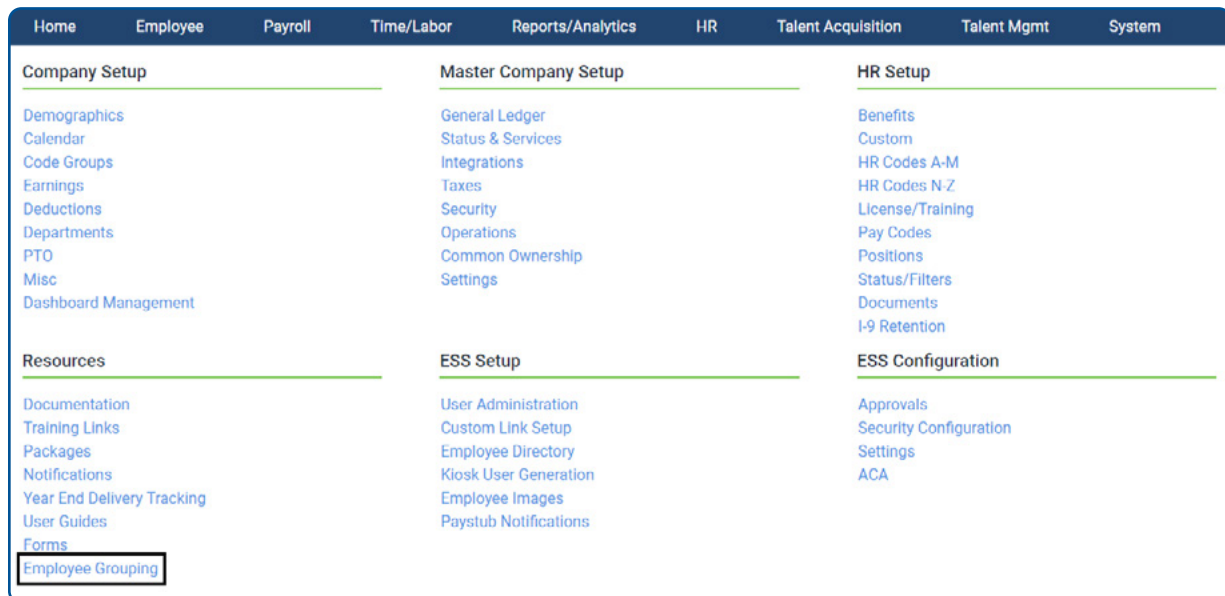 Home Employee Payroll Time/Labor Reports/Analytics HR Talent Acquisition Talent Mgmt System
Company Setup
Demographics
Calendar
Code Groups
Earnings
Deductions
Departments
PTO
Misc
Dashboard Management
Master Company Setup
General Ledger
Status & Services
Integrations
Taxes
Security
Operations
Common Ownership
Settings
HR Setup
Benefits
Custom
HR Codes A-M
HR Codes N-Z
License/Training
Pay Codes
Positions
Status/Filters
Documents
I-9 Retention
Resources
Documentation
Training Links
Packages
Notifications
Year End Delivery Tracking
User Guides
Forms
Employee Grouping
ESS Setup
User Administration
Custom Link Setup
Employee Directory
Kiosk User Generation
Employee Images
Paystub Notifications
ESS Configuration
Approvals
Security Configuration
Settings
ACA